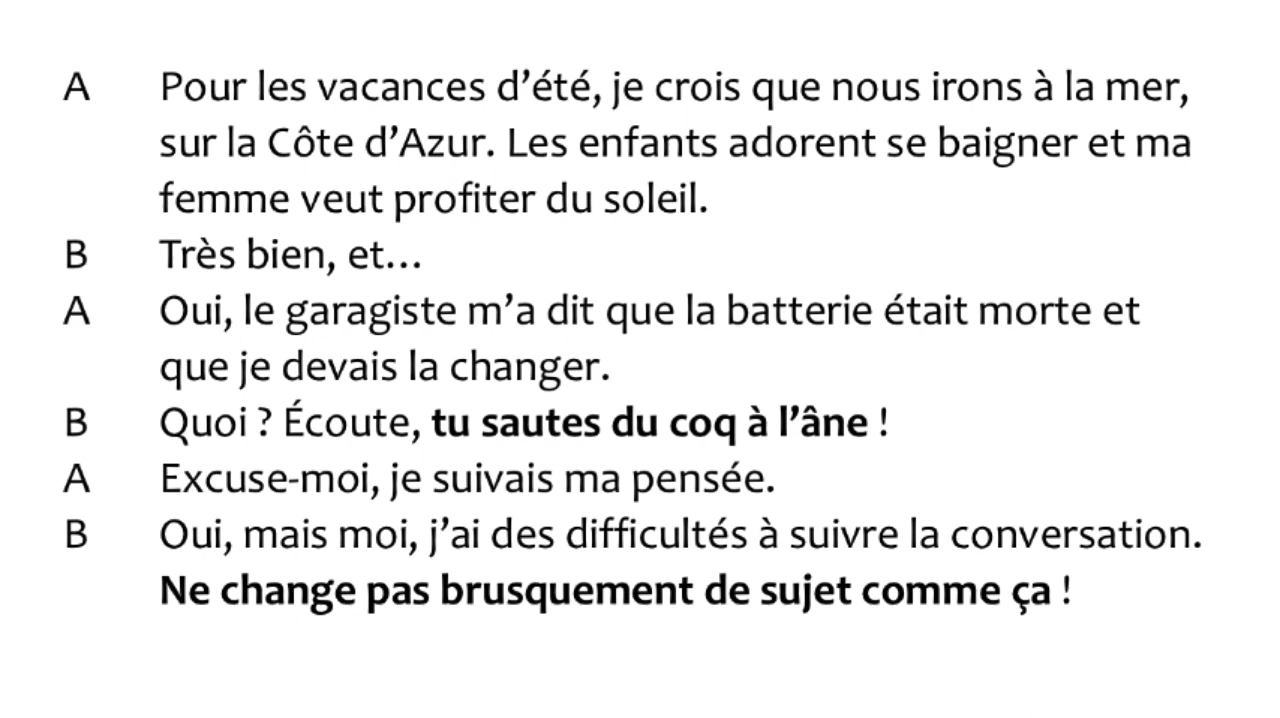 A Pour les vacances d’été, je crois que nous irons à la mer,
sur la Côte d’Azur. Les enfants adorent se baigner et ma
femme veut profiter du soleil.
B Très bien, et…
A Oui, le garagiste m’a dit que la batterie était morte et
que je devais la changer.
B Quoi ? Écoute, tu sautes du coq à l’âne !
A Excuse-moi, je suivais ma pensée.
B Oui, mais moi, j’ai des difficultés à suivre la conversation.
Ne change pas brusquement de sujet comme ça !